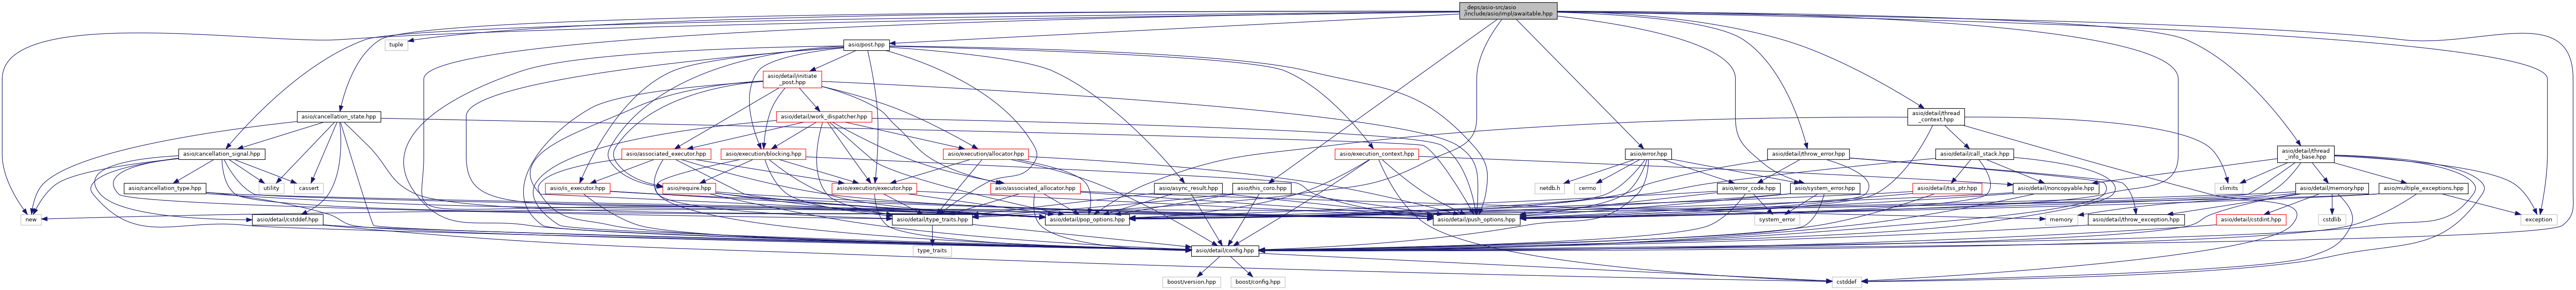 _deps/asio-src/asio
/include/asio/impl/awaitable.hpp
tuple
asio/post.hpp
asio/detail/initiate
_post.hpp
asio/cancellation_state.hpp
asio/detail/work_dispatcher.hpp
asio/detail/thread
_context.hpp
asio/cancellation_signal.hpp
asio/associated_executor.hpp
asio/execution/blocking.hpp
asio/execution/allocator.hpp
asio/execution_context.hpp
asio/error.hpp
asio/detail/throw_error.hpp
asio/detail/call_stack.hpp
asio/detail/thread
_info_base.hpp
asio/cancellation_type.hpp
utility
cassert
asio/is_executor.hpp
asio/require.hpp
asio/execution/executor.hpp
asio/associated_allocator.hpp
asio/async_result.hpp
asio/this_coro.hpp
netdb.h
cerrno
asio/error_code.hpp
asio/system_error.hpp
asio/detail/tss_ptr.hpp
asio/detail/noncopyable.hpp
climits
asio/detail/memory.hpp
asio/multiple_exceptions.hpp
new
asio/detail/cstddef.hpp
asio/detail/type_traits.hpp
asio/detail/pop_options.hpp
asio/detail/push_options.hpp
system_error
memory
asio/detail/throw_exception.hpp
asio/detail/cstdint.hpp
cstdlib
exception
type_traits
asio/detail/config.hpp
boost/version.hpp
boost/config.hpp
cstddef